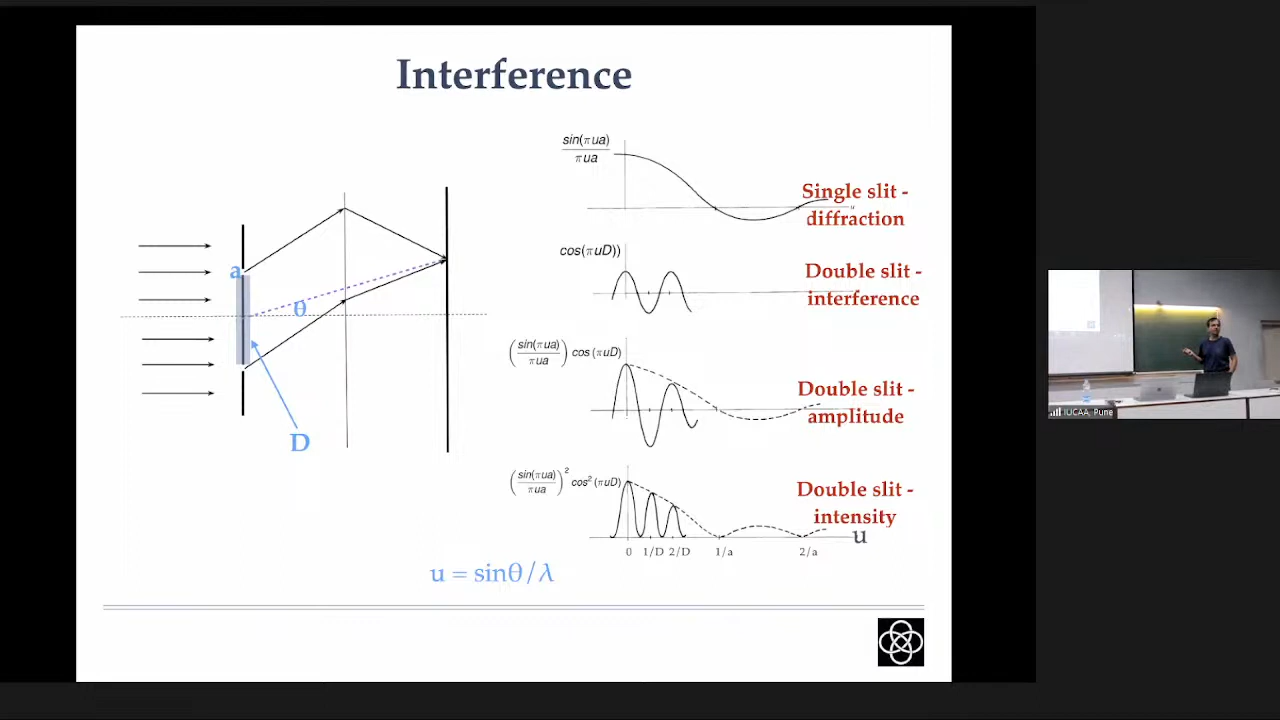 Interference
a
θ
D
u = sinθ/λ
sin(πua)
πua
Single slit -
diffraction
u
cos(πuD))
Double slit -
interference
(sin(πua)/πua) cos (πuD)
Double slit -
amplitude
(sin(πua)/πua)² cos² (πuD)
Double slit -
intensity
u
0 1/D 2/D 1/a 2/a
IUCAA, Pune